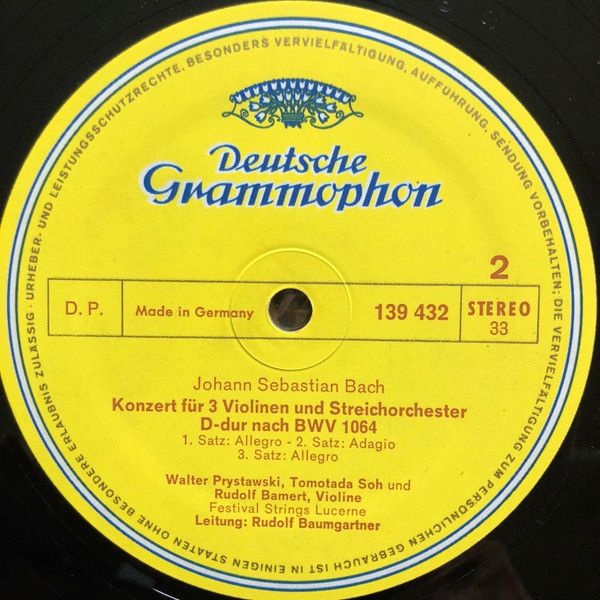 URHEBER- UND LEISTUNGSSCHUTZRECHTE, BESONDERS VERVIELFÄLTIGUNG, AUFFÜHRUNG, SENDUNG VORBEHALTEN; DIE VERVIELFÄLTIGUNG ZUM PERSÖNLICHEN GEBRAUCH IST IN EINIGEN STAATEN OHNE BESONDERE ERLAUBNIS ZULÄSSIG ·
Deutsche
Grammophon
2
D. P. Made in Germany 139 432 STEREO
33
Johann Sebastian Bach
Konzert für 3 Violinen und Streichorchester
D-dur nach BWV 1064
1. Satz: Allegro - 2. Satz: Adagio
3. Satz: Allegro
Walter Prystawski, Tomotada Soh und
Rudolf Bamert, Violine
Festival Strings Lucerne
Leitung: Rudolf Baumgartner